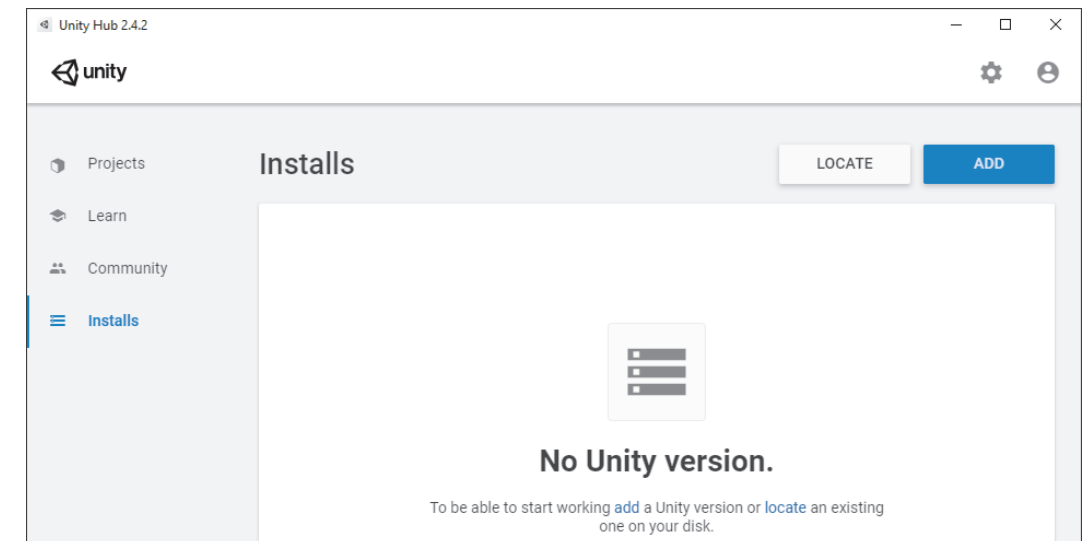 Unity Hub 2.4.2
unity
Projects
Learn
Community
Installs
Installs
LOCATE
ADD
No Unity version.
To be able to start working add a Unity version or locate an existing
one on your disk.